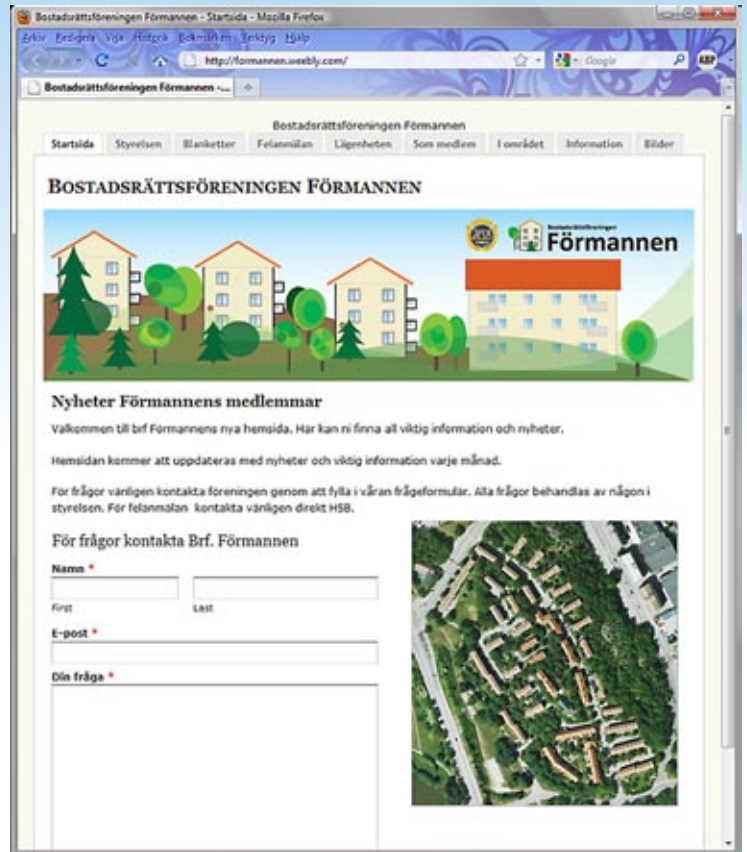 Bostadsrättsföreningen Förmannen - Startsida - Mozilla Firefox
Arkiv Redigera Visa Historik Bokmärken Verktyg Hjälp
http://formannen.weebly.com/
Google
ABP
Bostadsrättsföreningen Förmannen -...
Bostadsrättsföreningen Förmannen
Startsida Styrelsen Blanketter Felanmälan Lägenheten Som medlem I området Information Bilder
BOSTADSRÄTTSFÖRENINGEN FÖRMANNEN
Bostadsrättsföreningen
Förmannen
Nyheter Förmannens medlemmar
Välkommen till brf Förmannens nya hemsida. Här kan ni finna all viktig information och nyheter.
Hemsidan kommer att uppdateras med nyheter och viktig information varje månad.
För frågor vänligen kontakta föreningen genom att fylla i våran frågeformulär. Alla frågor behandlas av någon i
styrelsen. För felanmälan kontakta vänligen direkt HSB.
För frågor kontakta Brf. Förmannen
Namn *
First Last
E-post *
Din fråga *